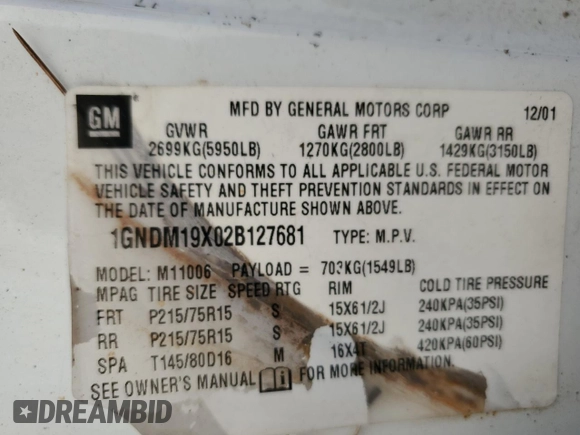 GM
MFD BY GENERAL MOTORS CORP 12/01
GVWR GAWR FRT GAWR RR
2699KG(5950LB) 1270KG(2800LB) 1429KG(3150LB)
THIS VEHICLE CONFORMS TO ALL APPLICABLE U.S. FEDERAL MOTOR
VEHICLE SAFETY AND THEFT PREVENTION STANDARDS IN EFFECT ON
THE DATE OF MANUFACTURE SHOWN ABOVE.
1GNDM19X02B127681 TYPE: M.P.V.
MODEL: M11006 PAYLOAD = 703KG(1549LB)
MPAG TIRE SIZE SPEED RTG RIM COLD TIRE PRESSURE
FRT P215/75R15 S 15X61/2J 240KPA(35PSI)
RR P215/75R15 S 15X61/2J 240KPA(35PSI)
SPA T145/80D16 M 16X4T 420KPA(60PSI)
SEE OWNER'S MANUAL FOR MORE INFORMATION.
DREAMBID